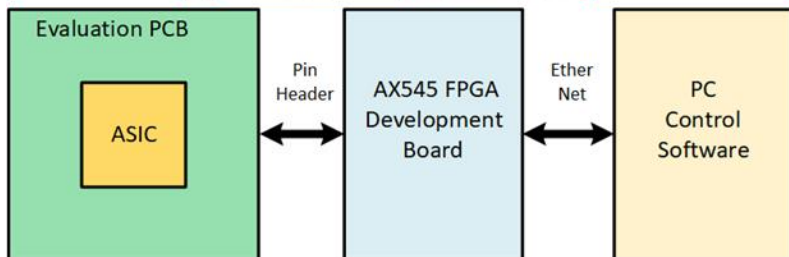 Evaluation PCB
ASIC
Pin
Header
AX545 FPGA
Development
Board
Ether
Net
PC
Control
Software